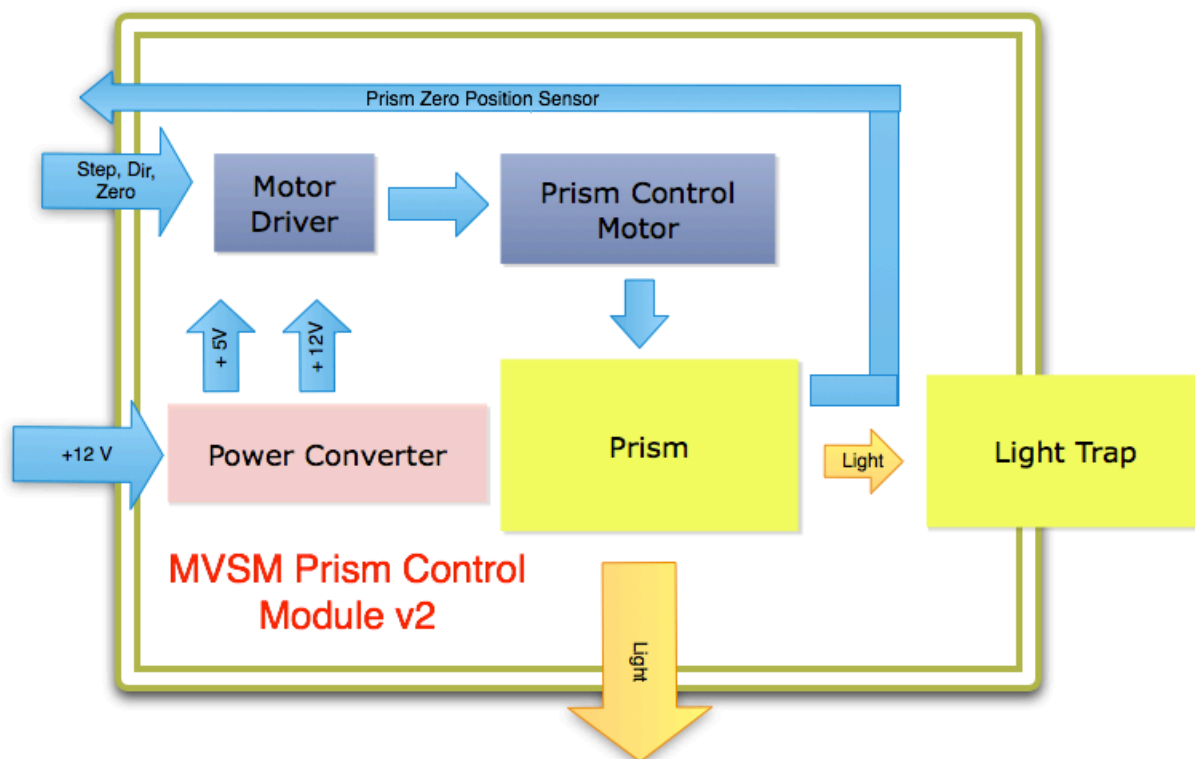 Prism Zero Position Sensor
Step, Dir,
Zero
Motor
Driver
Prism Control
Motor
+ 5V
+ 12V
+12 V
Power Converter
Prism
Light
Light Trap
MVSM Prism Control
Module v2
Light